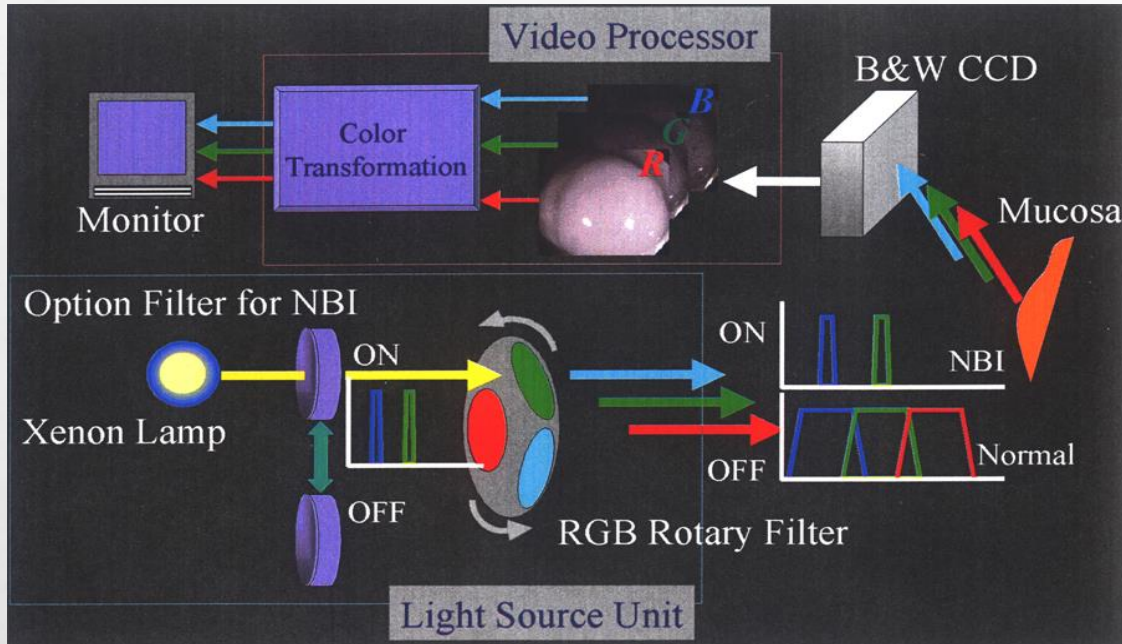 Video Processor
B&W CCD
B
G
R
Color
Transformation
Monitor
Mucosa
Option Filter for NBI
ON
ON
NBI
Xenon Lamp
OFF
OFF
Normal
RGB Rotary Filter
Light Source Unit